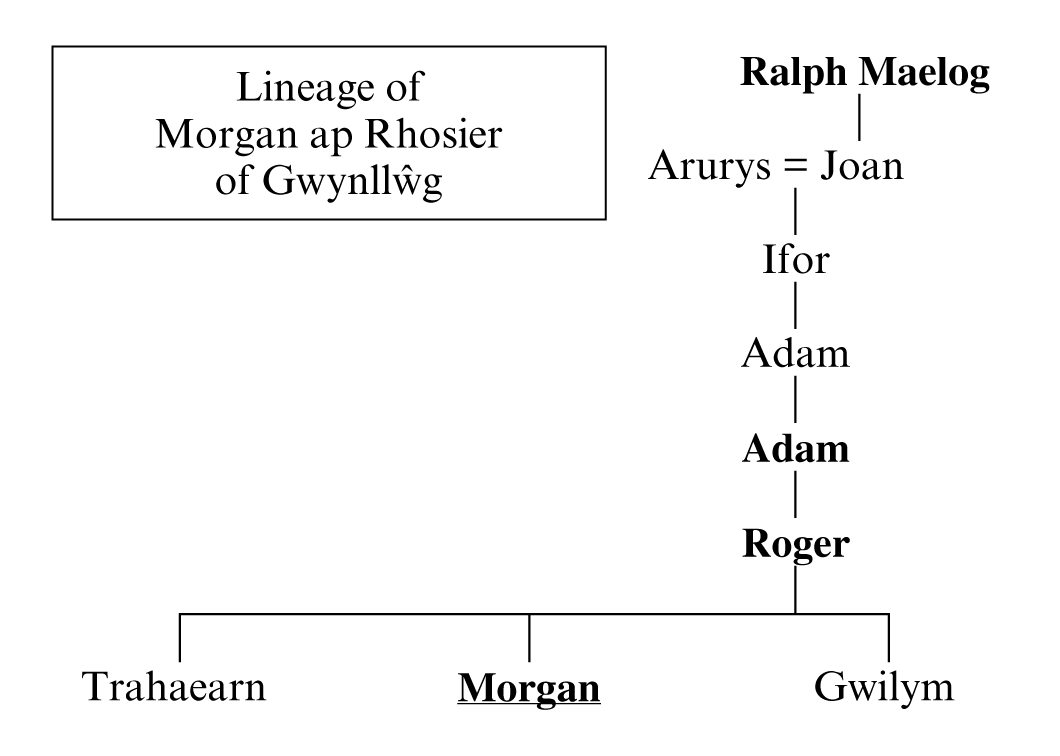 Lineage of
Morgan ap Rhosier
of Gwynllŵg
Ralph Maelog
Arurys = Joan
Ifor
Adam
Adam
Roger
Trahaearn Morgan Gwilym